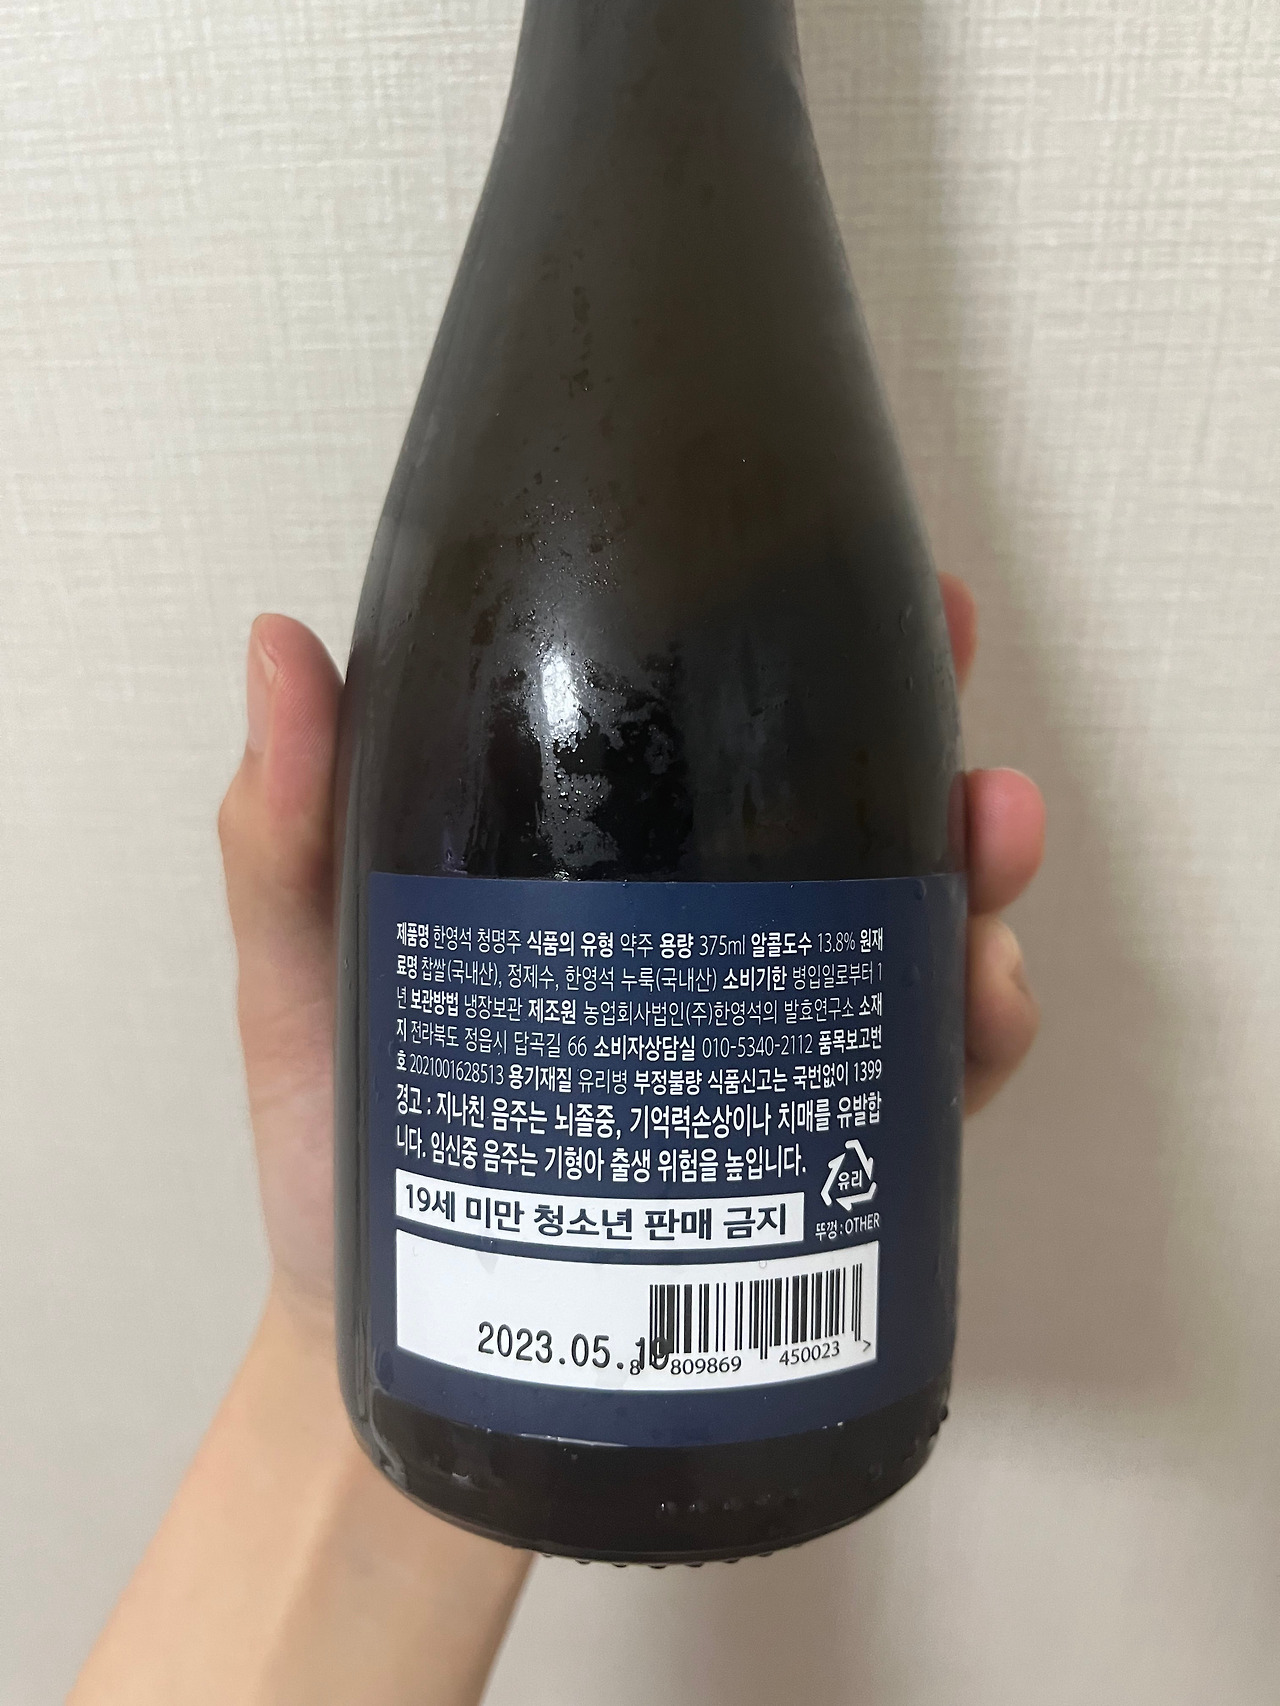 제품명 한영석 청명주 식품의 유형 약주 용량 375ml 알콜도수 13.8% 원재
료명 찹쌀(국내산), 정제수, 한영석 누룩(국내산) 소비기한 병입일로부터 1
년 보관방법 냉장보관 제조원 농업회사법인(주)한영석의 발효연구소 소재
지 전라북도 정읍시 답곡길 66 소비자상담실 010-5340-2112 품목보고번
호 2021001628513 용기재질 유리병 부정불량 식품신고는 국번없이 1399
경고 : 지나친 음주는 뇌졸중, 기억력손상이나 치매를 유발합
니다. 임신중 음주는 기형아 출생 위험을 높입니다.
유리
19세 미만 청소년 판매 금지
뚜껑:OTHER
2023.05.19
8 809869 450023 >